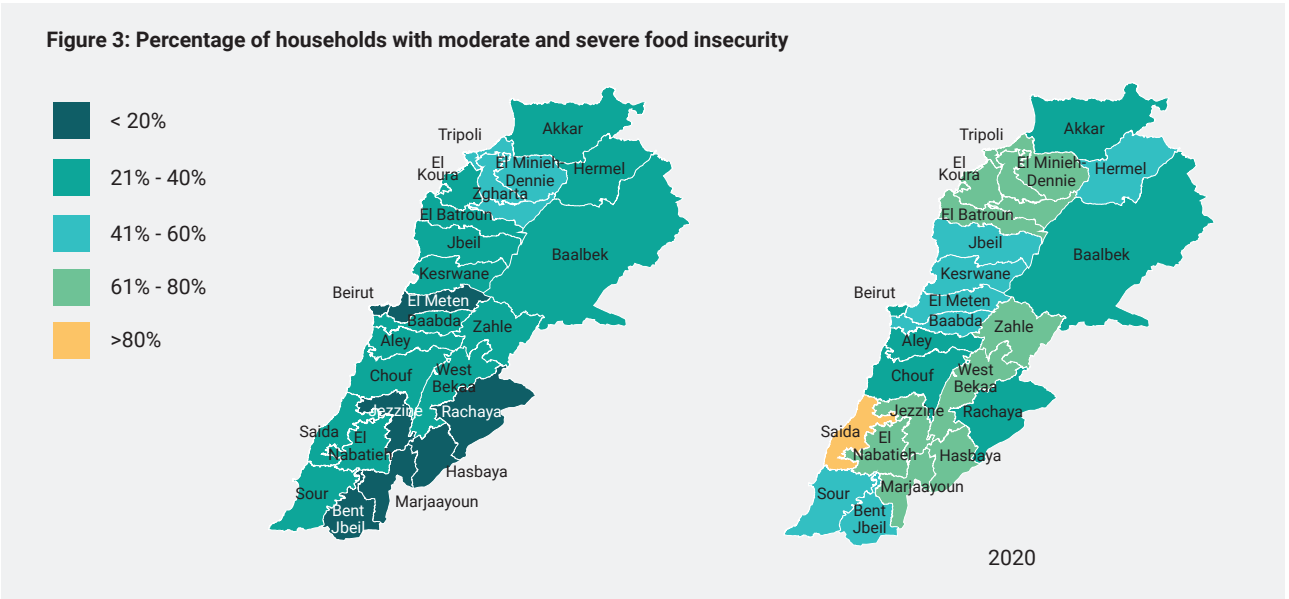 Figure 3: Percentage of households with moderate and severe food insecurity
< 20%
21% - 40%
41% - 60%
61% - 80%
>80%
Akkar
Tripoli
El
Koura
El Minieh-
Dennie
Hermel
Zgharta
El Batroun
Jbeil
Baalbek
Kesrwane
Beirut
El Meten
Baabda
Zahle
Aley
Chouf
West
Bekaa
Jezzine
Rachaya
Saida
El
Nabatieh
Hasbaya
Sour
Marjaayoun
Bent
Jbeil
Akkar
Tripoli
El
Koura
El Minieh-
Dennie
Hermel
El Batroun
Jbeil
Baalbek
Kesrwane
Beirut
El Meten
Baabda
Zahle
Aley
Chouf
West
Bekaa
Jezzine
Rachaya
Saida
El
Nabatieh
Hasbaya
Marjaayoun
Sour
Bent
Jbeil
2020